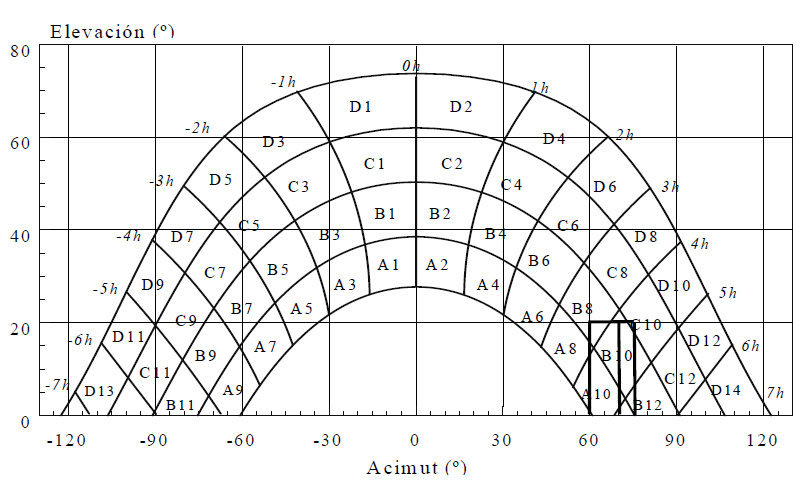 Elevación (º)
80
0h
-1h
1h
D1
D2
-2h
2h
60
D3
D4
C1
C2
-3h
D5
C3
C4
D6
3h
B1
B2
40
-4h
D7
C5
B3
B4
C6
D8
4h
A1
A2
B5
B6
C7
C8
-5h
D9
A3
A4
D10
5h
B7
A5
A6
B8
20
C9
C10
-6h
D11
A7
A8
D12
6h
B9
B10
C11
C12
-7h
D13
A9
A10
D14
7h
B11
B12
0
-120
-90
-60
-30
0
30
60
90
120
Acimut (º)